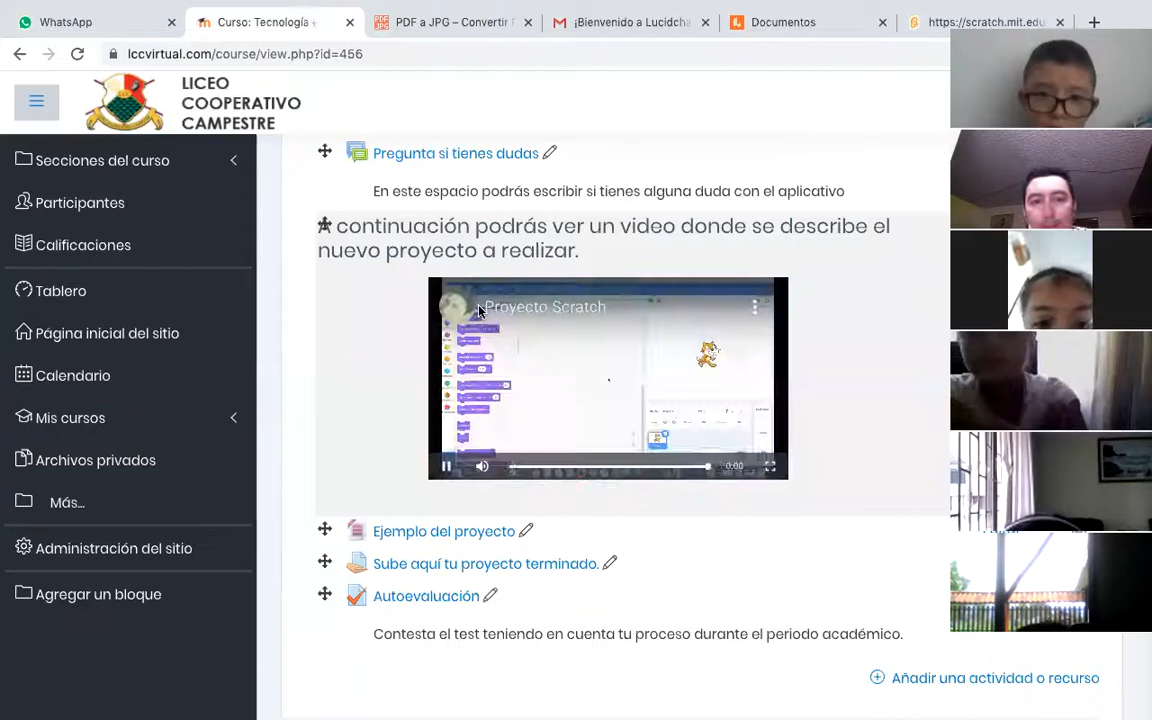 WhatsApp
Curso: Tecnología e
PDF a JPG – Convertir P
¡Bienvenido a Lucidcha
Documentos
https://scratch.mit.edu
lccvirtual.com/course/view.php?id=456
LICEO
COOPERATIVO
CAMPESTRE
Secciones del curso
Participantes
Calificaciones
Tablero
Página inicial del sitio
Calendario
Mis cursos
Archivos privados
Más...
Administración del sitio
Agregar un bloque
Pregunta si tienes dudas
En este espacio podrás escribir si tienes alguna duda con el aplicativo
A continuación podrás ver un video donde se describe el
nuevo proyecto a realizar.
Proyecto Scratch
0:00
Ejemplo del proyecto
Sube aquí tu proyecto terminado.
Autoevaluación
Contesta el test teniendo en cuenta tu proceso durante el periodo académico.
Añadir una actividad o recurso